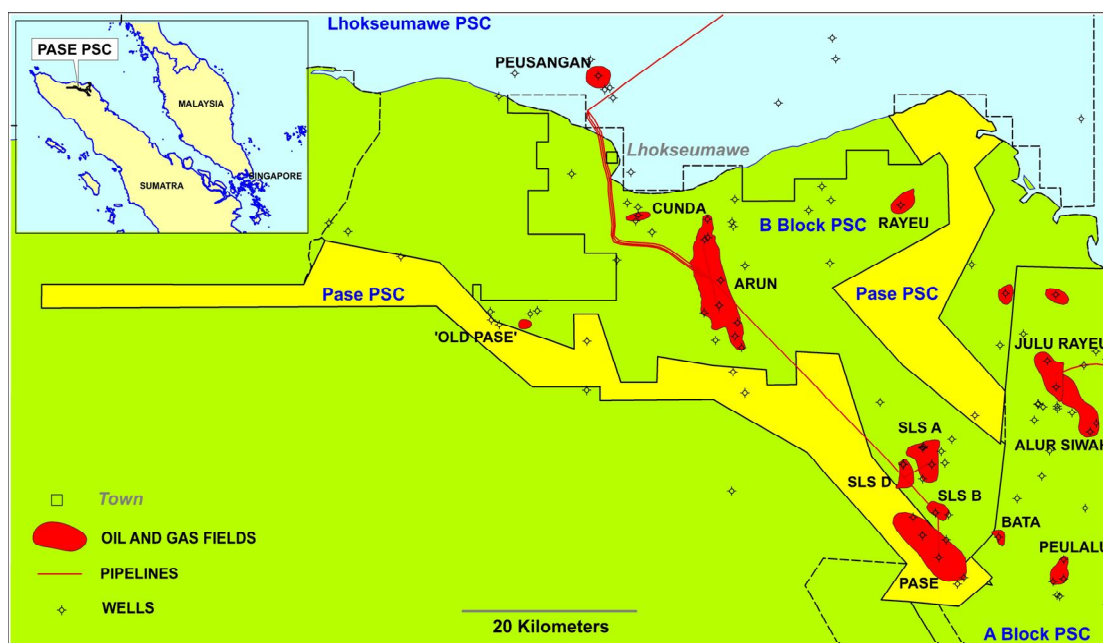 Lhokseumawe PSC
PASE PSC
MALAYSIA
SUMATRA
SINGAPORE
PEUSANGAN
Lhokseumawe
CUNDA
B Block PSC
RAYEU
Pase PSC
ARUN
Pase PSC
'OLD PASE'
JULU RAYEU
SLS A
ALUR SIWAH
SLS D
SLS B
BATA
PEULALU
PASE
A Block PSC
Town
OIL AND GAS FIELDS
PIPELINES
WELLS
20 Kilometers